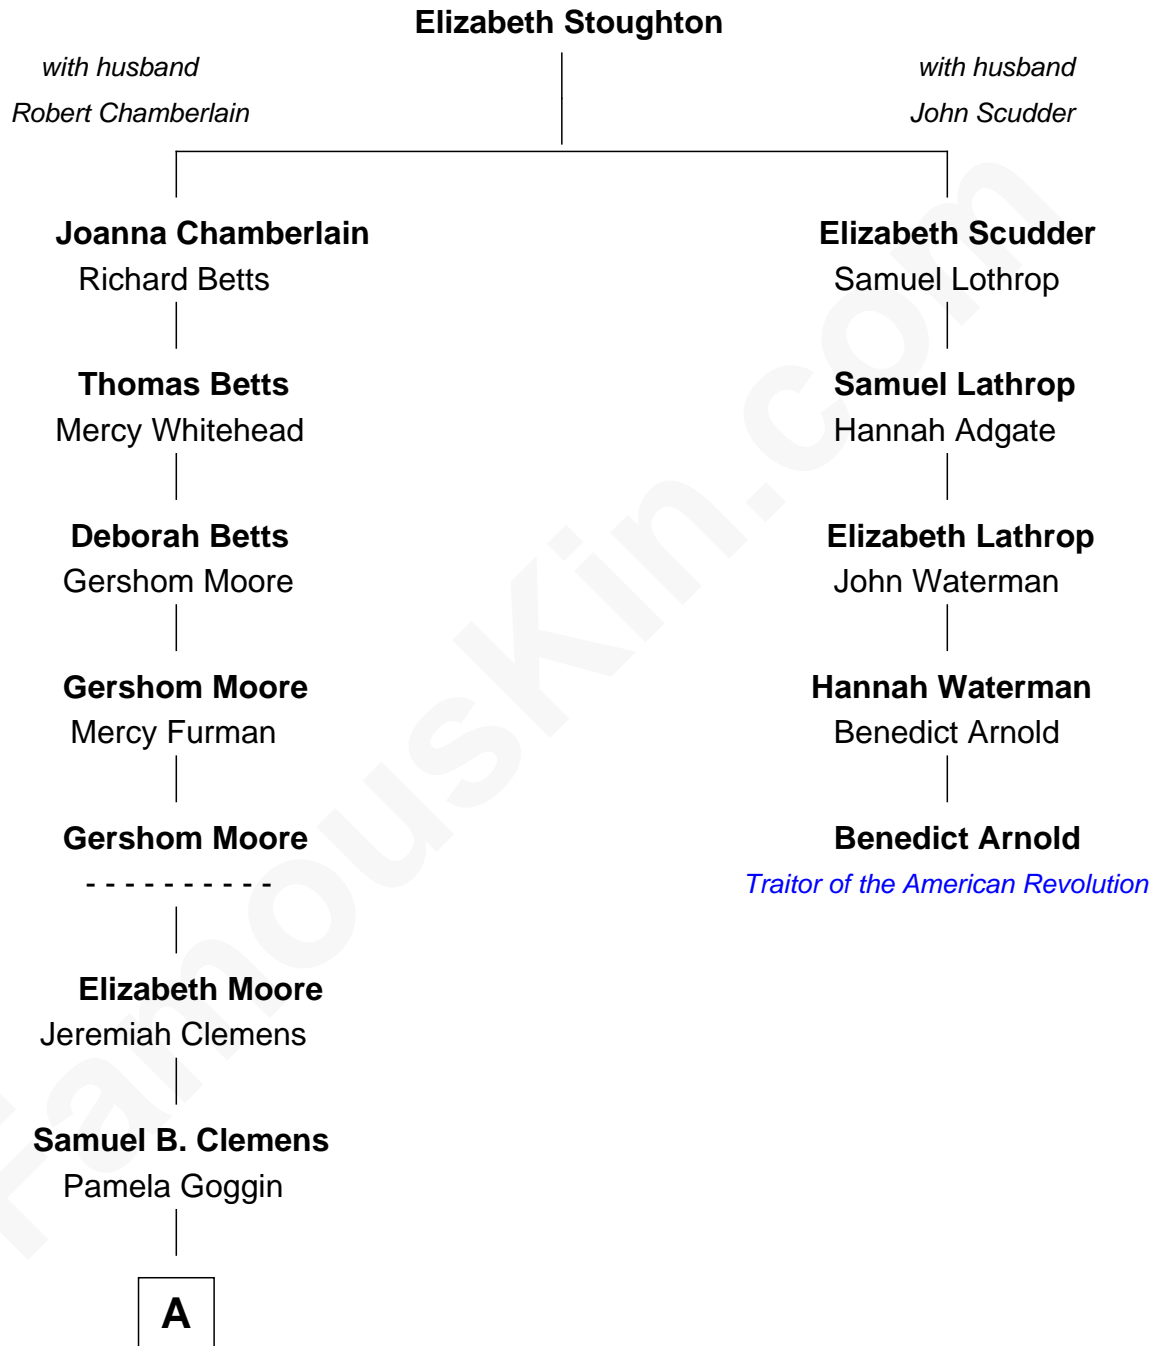 Elizabeth Stoughton
with husband
Robert Chamberlain
with husband
John Scudder
Joanna Chamberlain
Richard Betts
Elizabeth Scudder
Samuel Lothrop
Thomas Betts
Mercy Whitehead
Samuel Lathrop
Hannah Adgate
Deborah Betts
Gershom Moore
Elizabeth Lathrop
John Waterman
Gershom Moore
Mercy Furman
Hannah Waterman
Benedict Arnold
Gershom Moore
- - - - - - - - - -
Benedict Arnold
Traitor of the American Revolution
Elizabeth Moore
Jeremiah Clemens
Samuel B. Clemens
Pamela Goggin
A
FamousKin.com